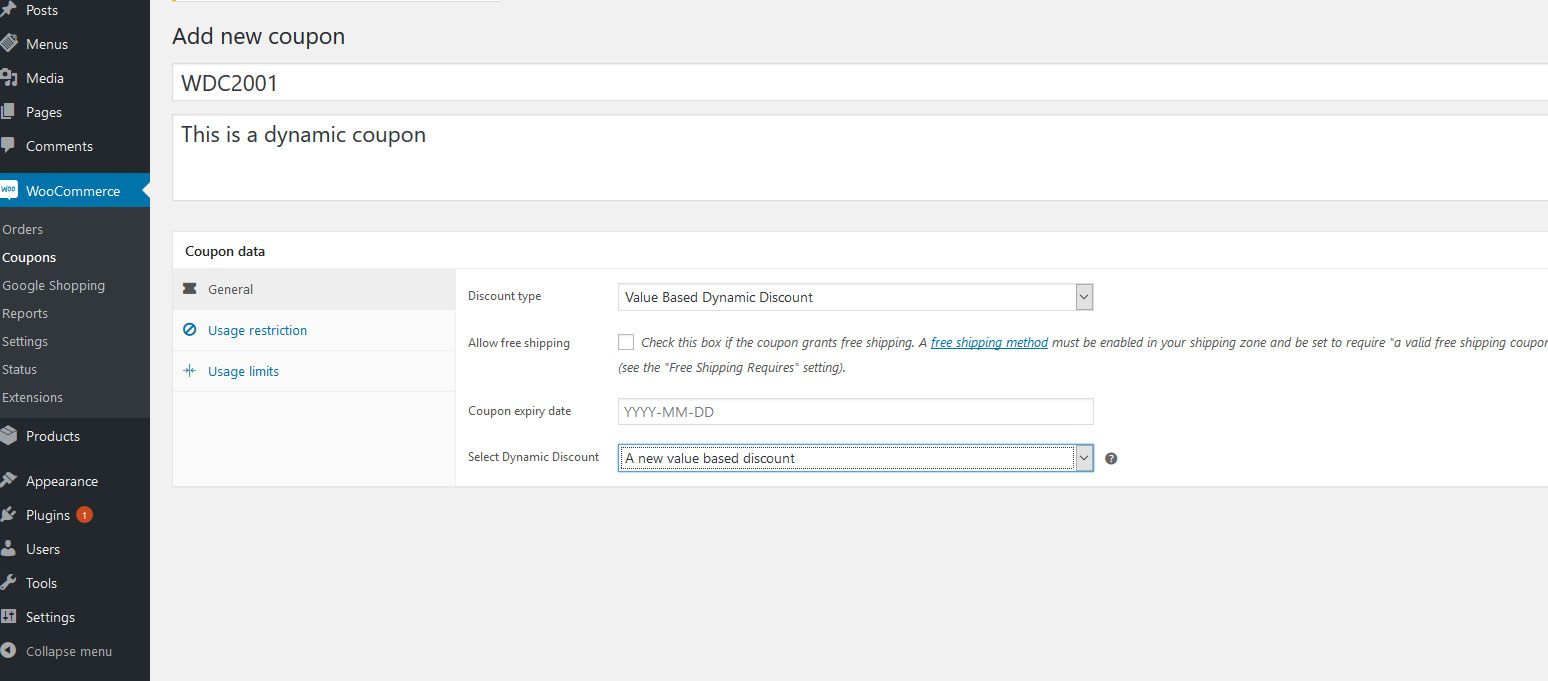 Posts
Menus
Media
Pages
Comments
Woo WooCommerce
Orders
Coupons
Google Shopping
Reports
Settings
Status
Extensions
Products
Appearance
Plugins 1
Users
Tools
Settings
Collapse menu
Add new coupon
WDC2001
This is a dynamic coupon
Coupon data
General
Usage restriction
Usage limits
Discount type Value Based Dynamic Discount
Allow free shipping Check this box if the coupon grants free shipping. A free shipping method must be enabled in your shipping zone and be set to require "a valid free shipping coupon
(see the "Free Shipping Requires" setting).
Coupon expiry date YYYY-MM-DD
Select Dynamic Discount A new value based discount ?